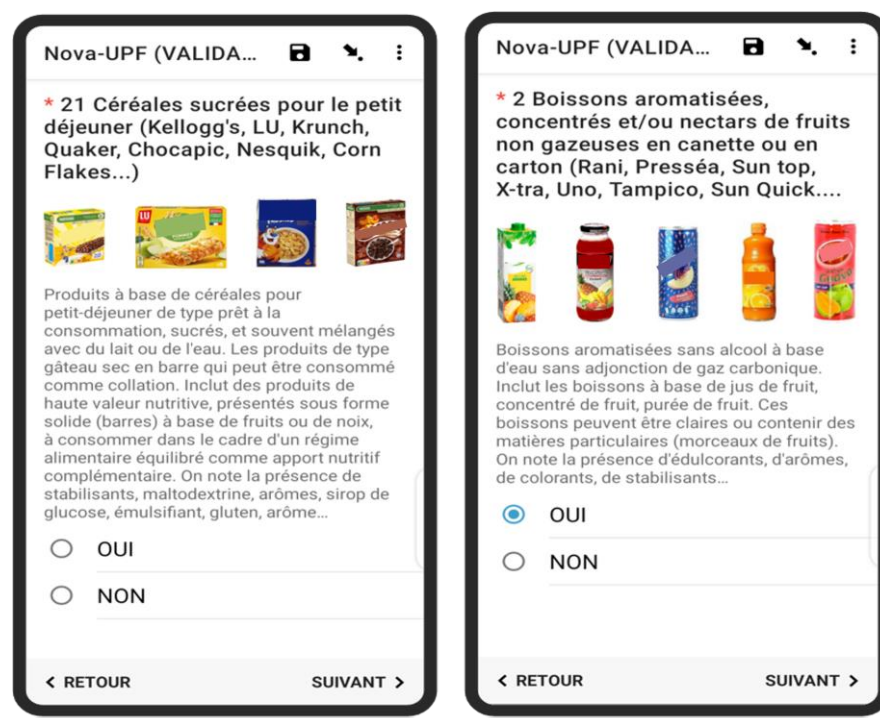 Nova-UPF (VALIDA...
* 21 Céréales sucrées pour le petit
déjeuner (Kellogg's, LU, Krunch,
Quaker, Chocapic, Nesquik, Corn
Flakes...)
LU
Produits à base de céréales pour
petit-déjeuner de type prêt à la
consommation, sucrés, et souvent mélangés
avec du lait ou de l'eau. Les produits de type
gâteau sec en barre qui peut être consommé
comme collation. Inclut des produits de
haute valeur nutritive, présentés sous forme
solide (barres) à base de fruits ou de noix,
à consommer dans le cadre d'un régime
alimentaire équilibré comme apport nutritif
complémentaire. On note la présence de
stabilisants, maltodextrine, arômes, sirop de
glucose, émulsifiant, gluten, arôme...
OUI
NON
< RETOUR
SUIVANT >
Nova-UPF (VALIDA...
* 2 Boissons aromatisées,
concentrés et/ou nectars de fruits
non gazeuses en canette ou en
carton (Rani, Presséa, Sun top,
X-tra, Uno, Tampico, Sun Quick....
Boissons aromatisées sans alcool à base
d'eau sans adjonction de gaz carbonique.
Inclut les boissons à base de jus de fruit,
concentré de fruit, purée de fruit. Ces
boissons peuvent être claires ou contenir des
matières particulaires (morceaux de fruits).
On note la présence d'édulcorants, d'arômes,
de colorants, de stabilisants...
OUI
NON
< RETOUR
SUIVANT >